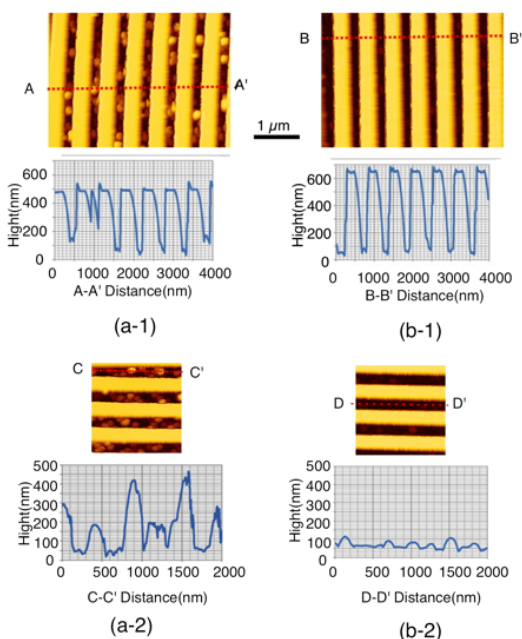 A A'
B B'
1 µm
600
400
200
0
Hight(nm)
0 1000 2000 3000 4000
A-A' Distance(nm)
(a-1)
600
400
200
0
Hight(nm)
0 1000 2000 3000 4000
B-B' Distance(nm)
(b-1)
C C'
500
400
300
200
100
0
Hight(nm)
0 500 1000 1500 2000
C-C' Distance(nm)
(a-2)
D D'
500
400
300
200
100
0
Hight(nm)
0 500 1000 1500 2000
D-D' Distance(nm)
(b-2)